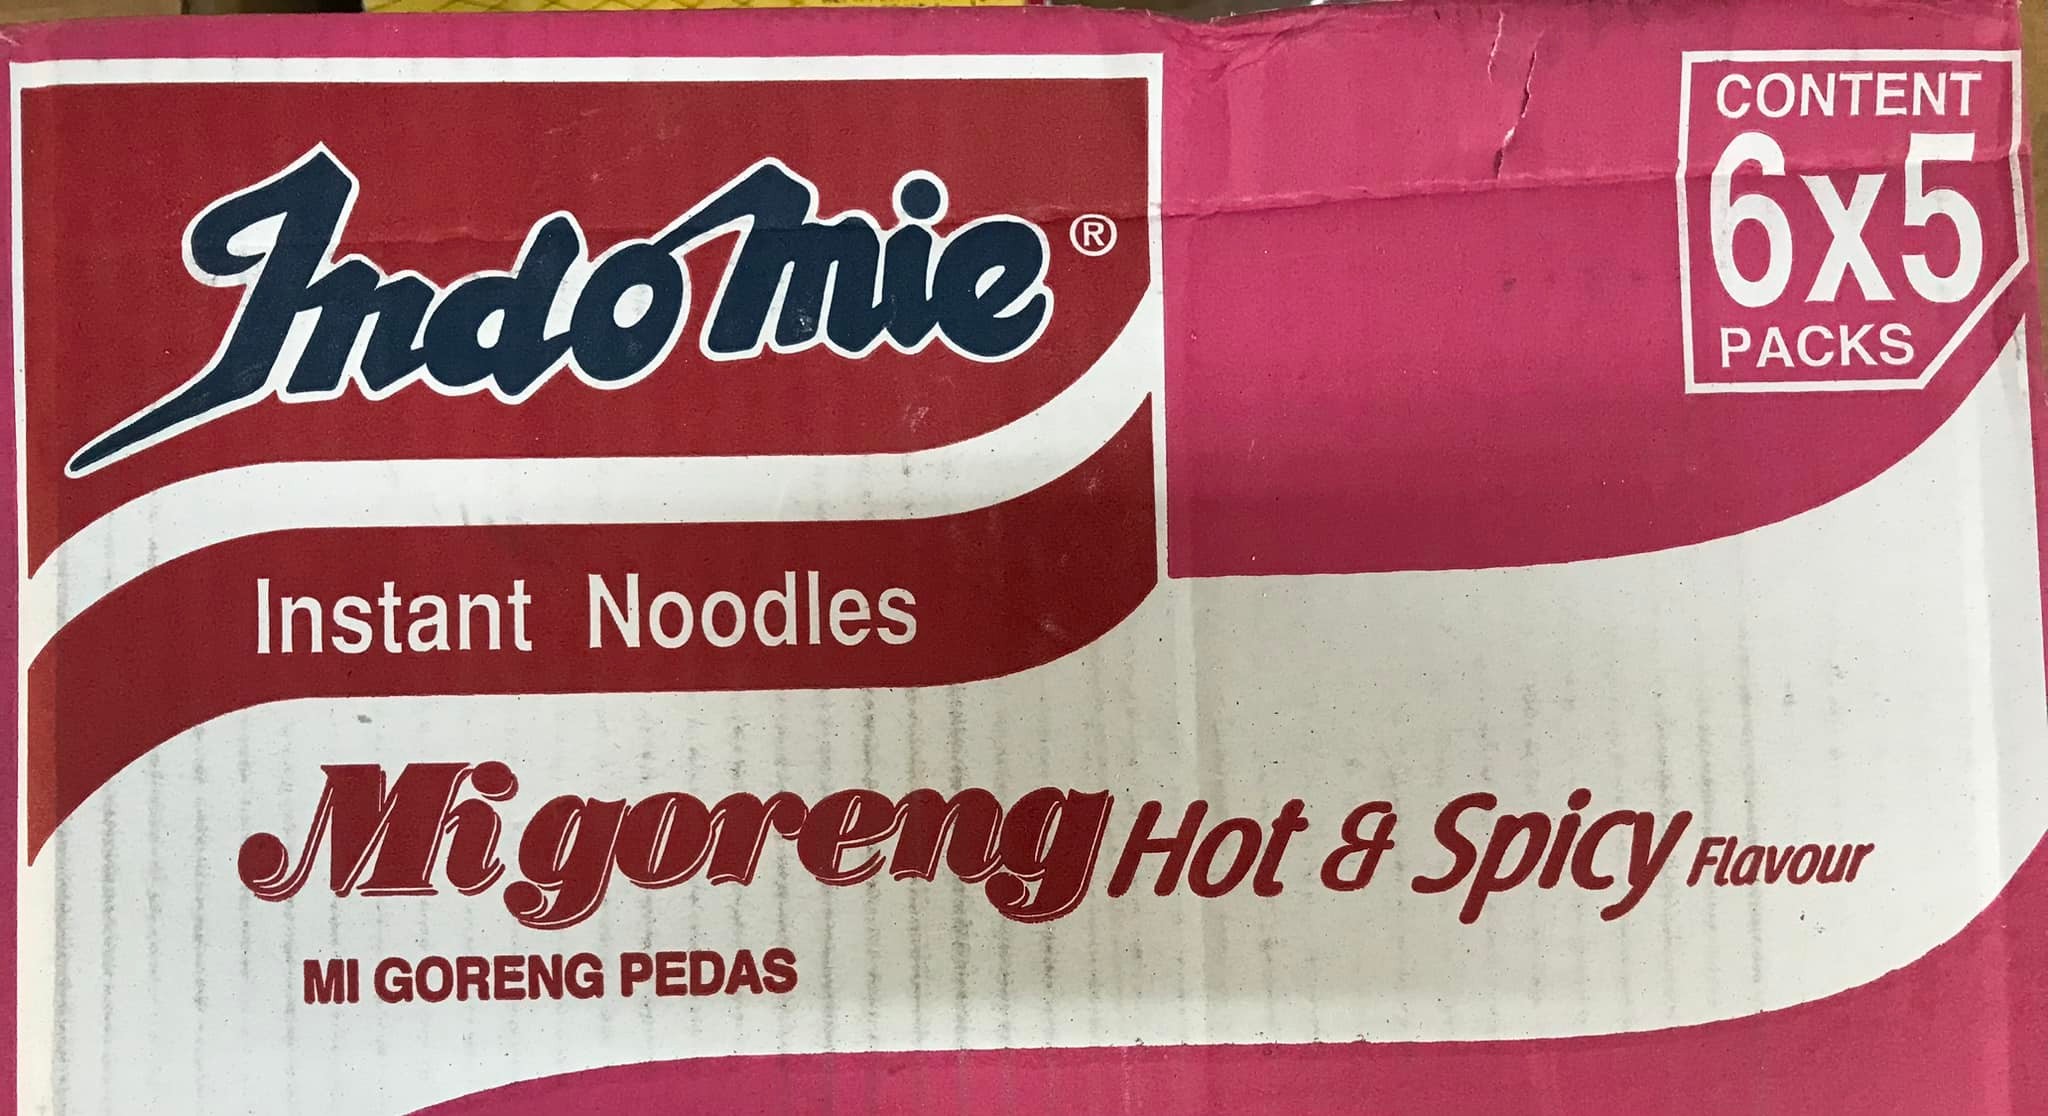 Indomie®
Instant Noodles
CONTENT
6x5
PACKS
Mi goreng Hot & Spicy Flavour
MI GORENG PEDAS